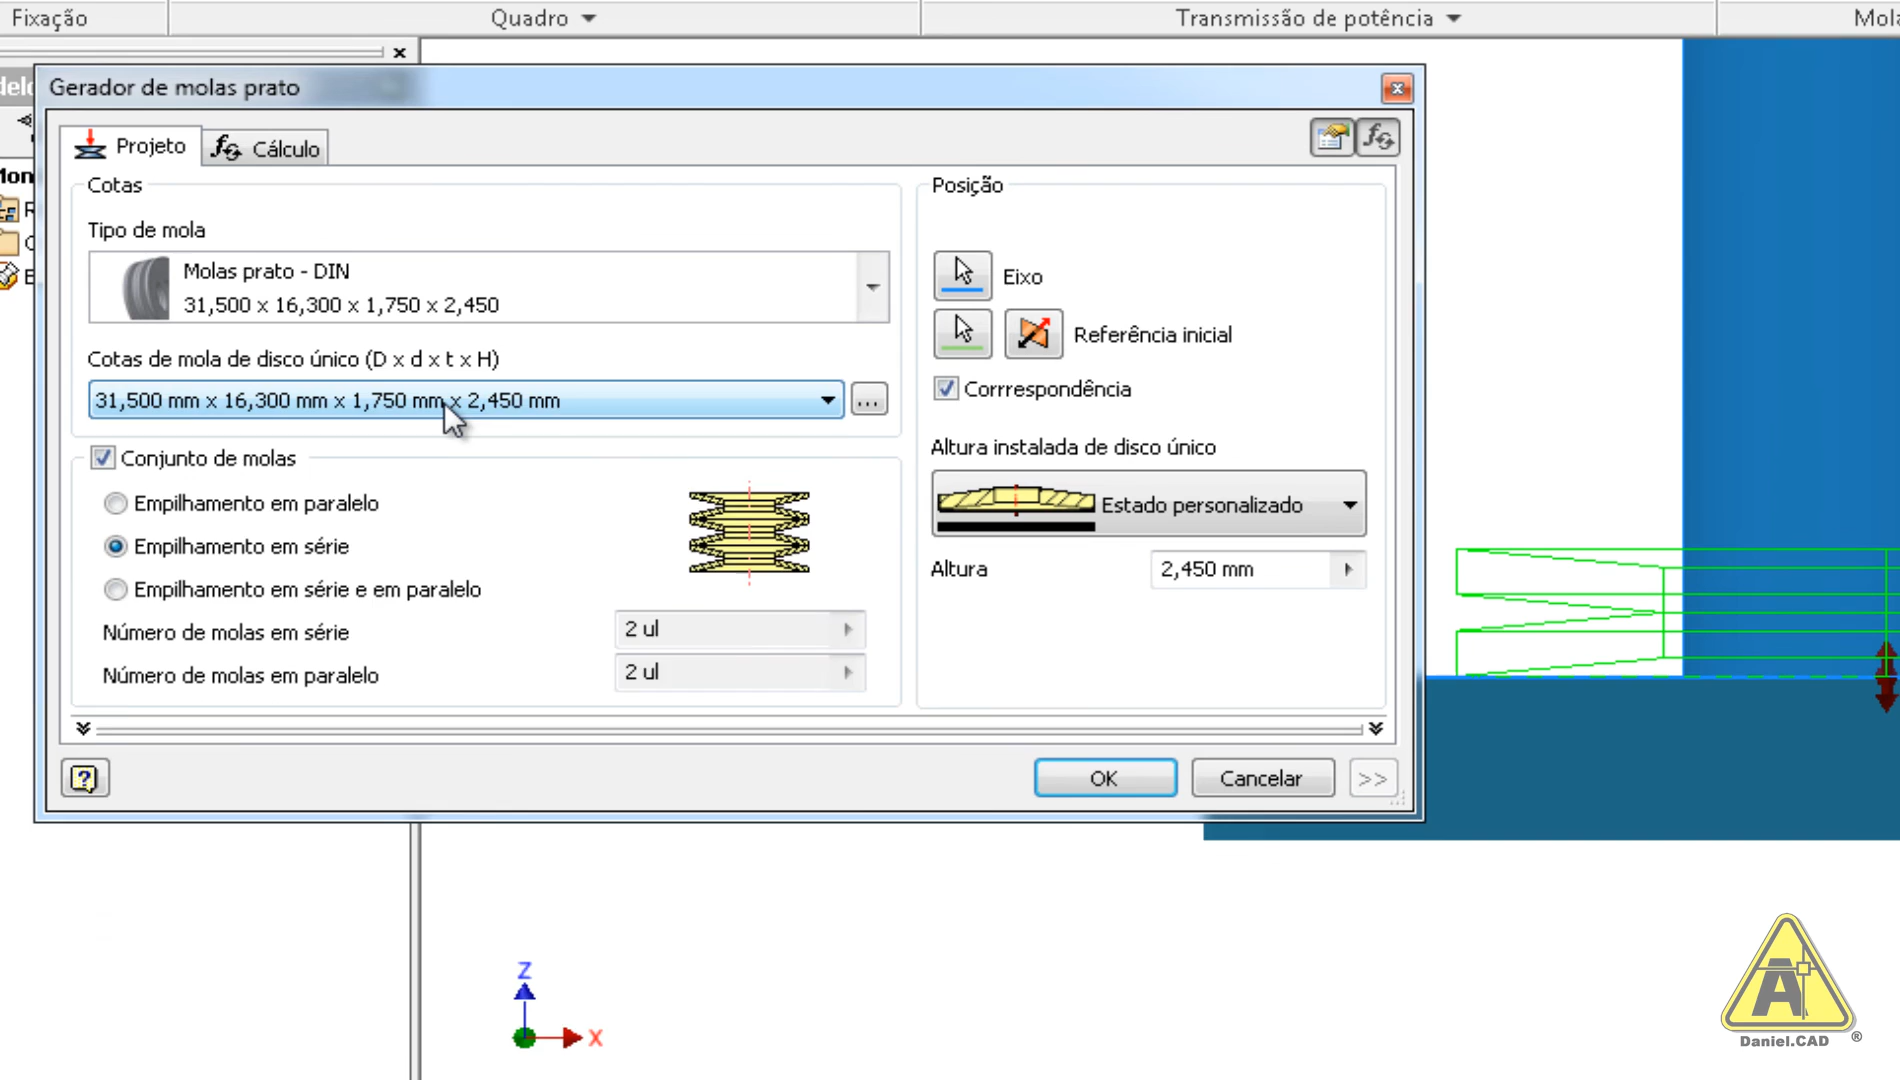 Fixação
Quadro
Transmissão de potência
Gerador de molas prato
Projeto
Cálculo
Cotas
Tipo de mola
Molas prato - DIN
31,500 x 16,300 x 1,750 x 2,450
Cotas de mola de disco único (D x d x t x H)
31,500 mm x 16,300 mm x 1,750 mm x 2,450 mm
...
Conjunto de molas
Empilhamento em paralelo
Empilhamento em série
Empilhamento em série e em paralelo
Número de molas em série
2 ul
Número de molas em paralelo
2 ul
Posição
Eixo
Referência inicial
Corrrespondência
Altura instalada de disco único
Estado personalizado
Altura
2,450 mm
OK
Cancelar
>>
Z
X
Daniel.CAD ®